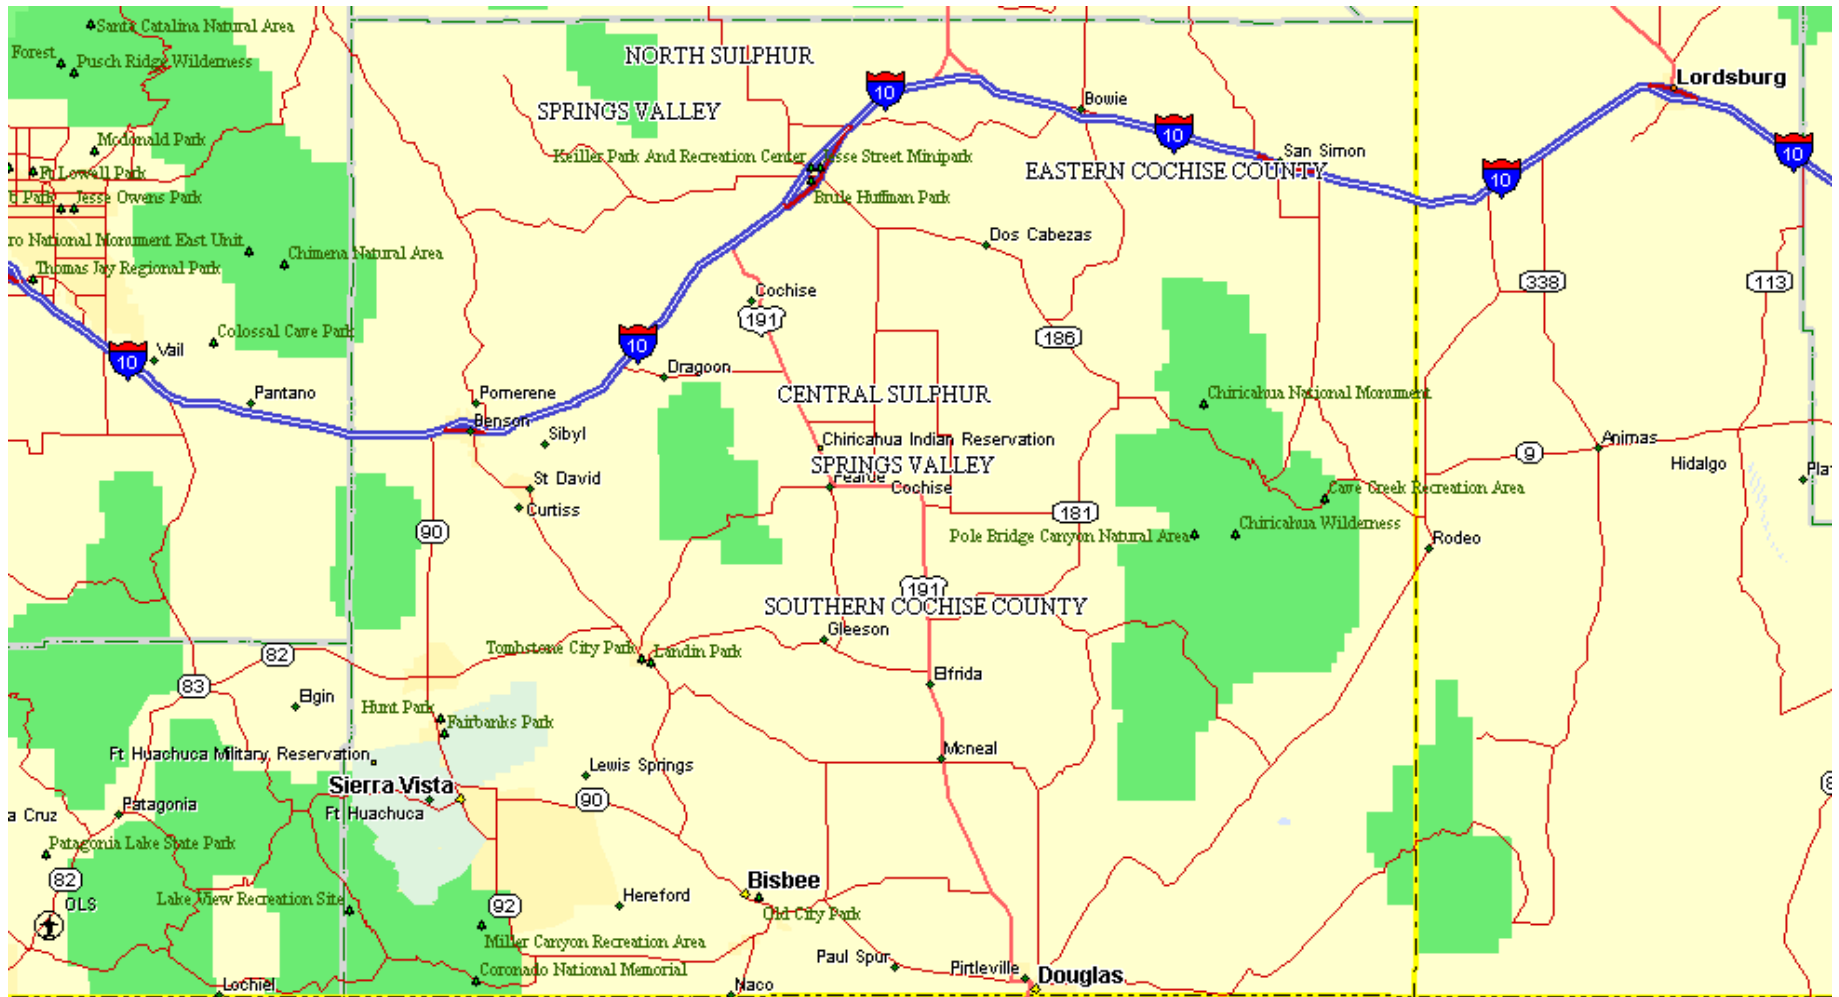 Santa Catalina Natural Area
Forest
Pusch Ridge Wilderness
NORTH SULPHUR
Lordsburg
10
Bowie
SPRINGS VALLEY
10
Mcdonald Park
10
San Simon
Keiller Park And Recreation Center
Jesse Street Minipark
Ft Lowell Park
EASTERN COCHISE COUNTY
10
Jesse Owens Park
Brule Huffman Park
ro National Monument East Unit
Dos Cabezas
Chimena Natural Area
Thomas Jay Regional Park
338
113
Cochise
191
Colossal Cave Park
186
10
Vail
10
Dragoon
Pantano
Pomerene
CENTRAL SULPHUR
Chiricahua National Monument
Benson
Sibyl
Chiricahua Indian Reservation
Animas
9
SPRINGS VALLEY
Hidalgo
Pearce
Cochise
St David
Cave Creek Recreation Area
Curtiss
181
90
Chiricahua Wilderness
Pole Bridge Canyon Natural Area
Rodeo
191
SOUTHERN COCHISE COUNTY
Gleeson
Tombstone City Park
Landin Park
82
83
Elfrida
Elgin
Hunt Park
Fairbanks Park
Ft Huachuca Military Reservation
Mcneal
Lewis Springs
Sierra Vista
90
Patagonia
Ft Huachuca
a Cruz
Patagonia Lake State Park
82
Bisbee
OLS
Lake View Recreation Site
92
Hereford
Old City Park
Miller Canyon Recreation Area
Paul Spur
Pirtleville
Douglas
Coronado National Memorial
Lochiel
Naco